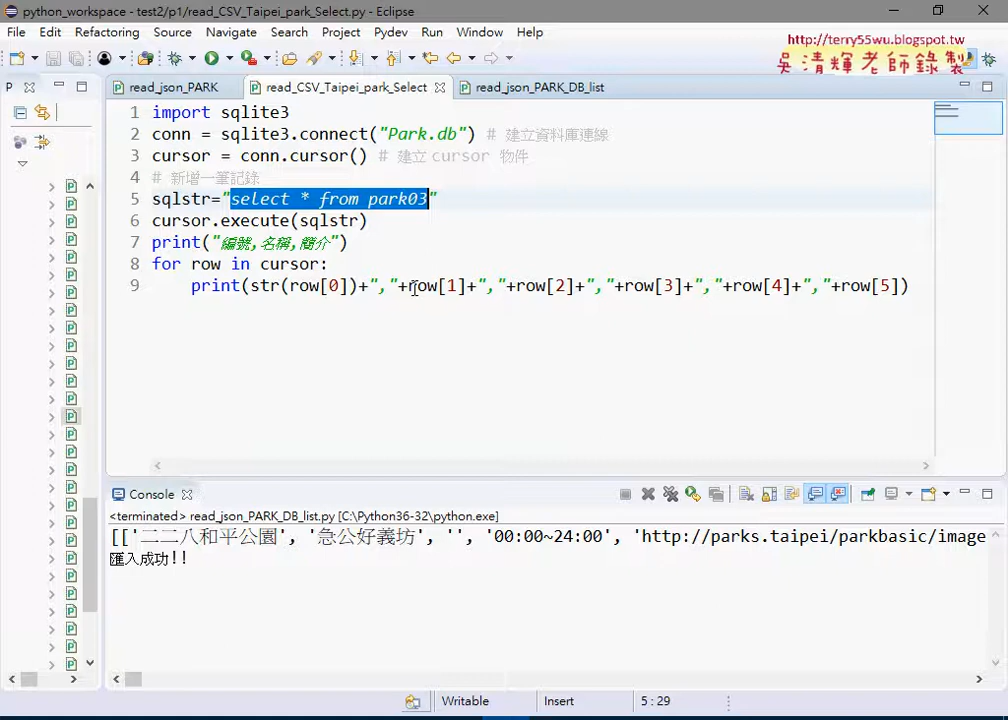 python_workspace - test2/p1/read_CSV_Taipei_park_Select.py - Eclipse
File Edit Refactoring Source Navigate Search Project Pydev Run Window Help
http://terry55wu.blogspot.tw
吳清輝老師錄製
P
read_json_PARK
read_CSV_Taipei_park_Select
read_json_PARK_DB_list
1 import sqlite3
2 conn = sqlite3.connect("Park.db") # 建立資料庫連線
3 cursor = conn.cursor() # 建立 cursor 物件
4 # 新增一筆記錄
5 sqlstr="select * from park03"
6 cursor.execute(sqlstr)
7 print("編號,名稱,簡介")
8 for row in cursor:
9 print(str(row[0])+","+row[1]+","+row[2]+","+row[3]+","+row[4]+","+row[5])
Console
<terminated> read_json_PARK_DB_list.py [C:\Python36-32\python.exe]
[['二二八和平公園', '急公好義坊', '', '00:00~24:00', 'http://parks.taipei/parkbasic/image
匯入成功!!
Writable Insert 5 : 29